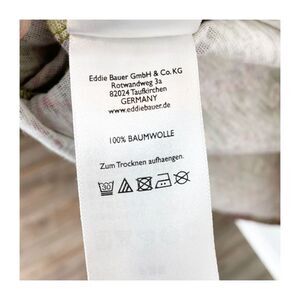 Eddie Bauer GmbH & Co. KG
Rotwandweg 3a
82024 Taufkirchen
GERMANY
www.eddiebauer.de
100% BAUMWOLLE
Zum Trocknen aufhaengen.
30